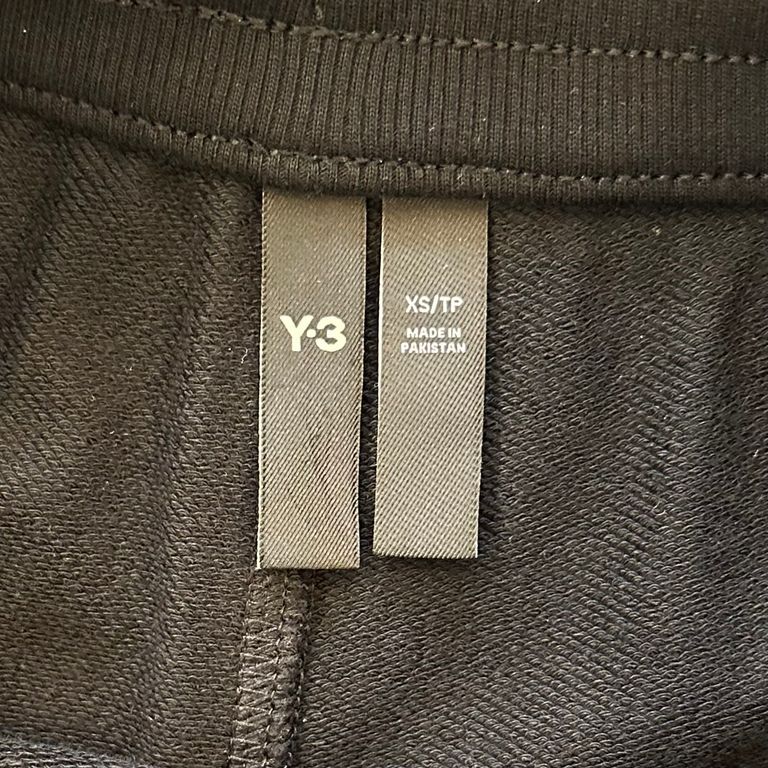 Y·3
XS/TP
MADE IN
PAKISTAN